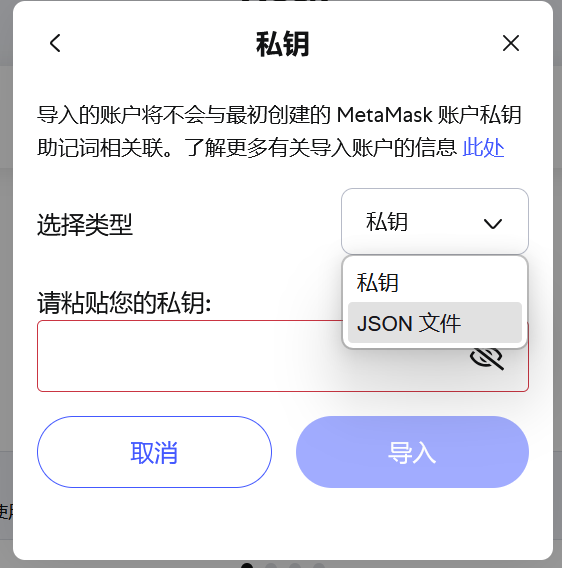 私钥
导入的账户将不会与最初创建的 MetaMask 账户私钥
助记词相关联。了解更多有关导入账户的信息 此处
选择类型
私钥
私钥
JSON 文件
请粘贴您的私钥:
取消
导入